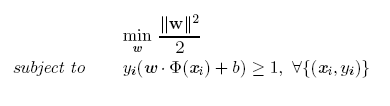 min_w ‖w‖² / 2
subject to y_i(w · Φ(x_i) + b) ≥ 1, ∀{(x_i, y_i)}